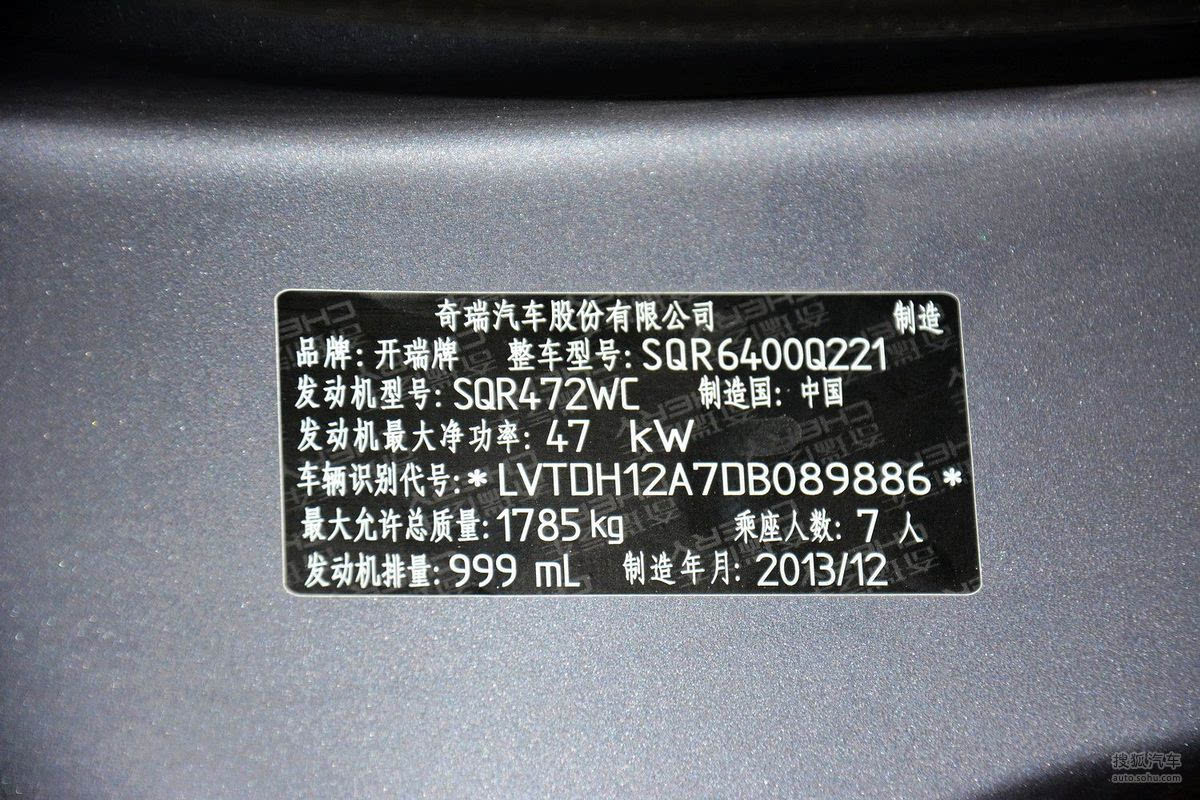 奇瑞汽车股份有限公司 制造
品牌: 开瑞牌 整车型号: SQR6400Q221
发动机型号: SQR472WC 制造国: 中国
发动机最大净功率: 47 kW
车辆识别代号: *LVTDH12A7DB089886*
最大允许总质量: 1785kg 乘座人数: 7 人
发动机排量: 999 mL 制造年月: 2013/12
搜狐汽车
auto.sohu.com